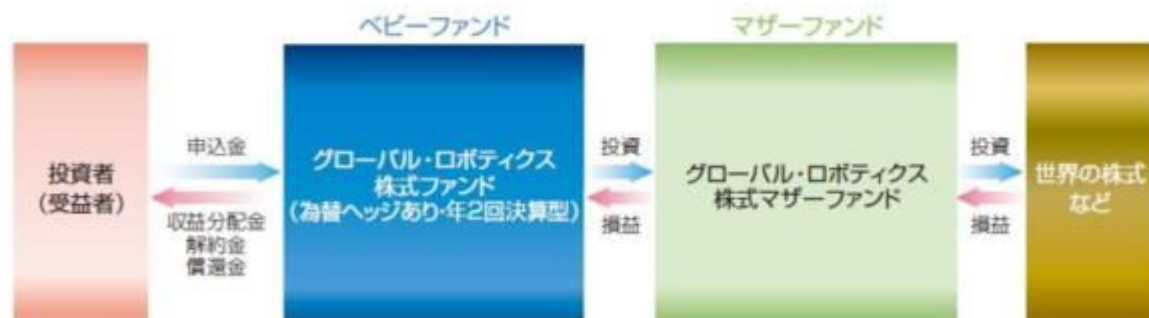 ベビーファンド
マザーファンド
投資者
(受益者)
申込金
収益分配金
解約金
償還金
グローバル・ロボティクス
株式ファンド
(為替ヘッジあり・年2回決算型)
投資
損益
グローバル・ロボティクス
株式マザーファンド
投資
損益
世界の株式
など